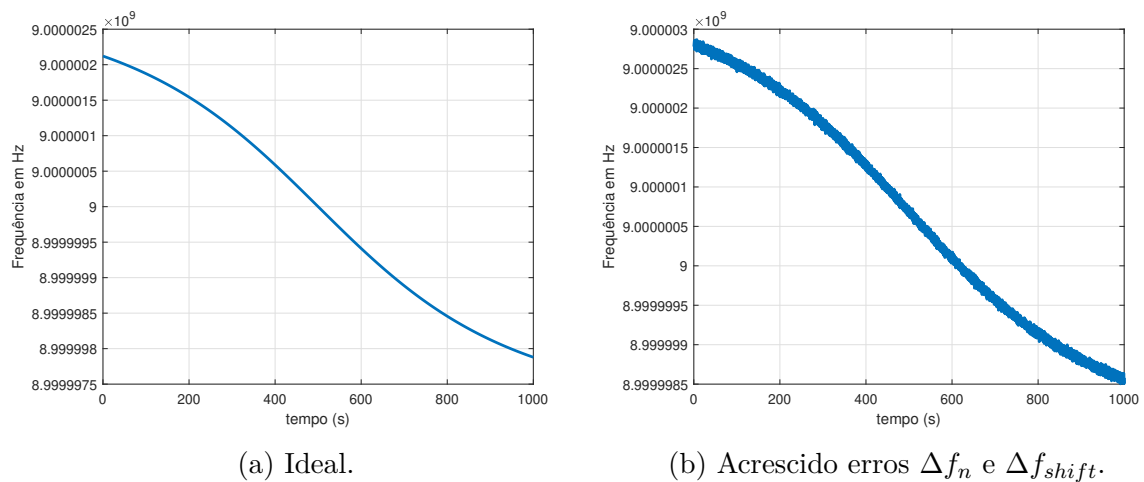 ×10⁹
9.0000025
9.000002
9.0000015
9.000001
9.0000005
9
8.9999995
8.999999
8.9999985
8.999998
8.9999975
Frequência em Hz
0 200 400 600 800 1000
tempo (s)
(a) Ideal.
×10⁹
9.000003
9.0000025
9.000002
9.0000015
9.000001
9.0000005
9
8.9999995
8.999999
8.9999985
Frequência em Hz
0 200 400 600 800 1000
tempo (s)
(b) Acrescido erros Δfₙ e Δf_shift.